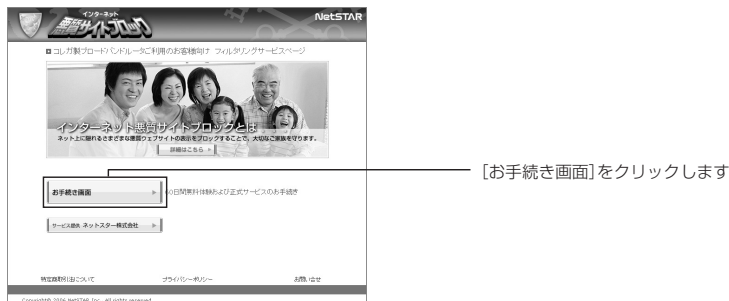 インターネット
悪質サイトブロック
NetSTAR
コレガ製ブロードバンドルータご利用のお客様向け フィルタリングサービスページ
インターネット悪質サイトブロックとは
ネット上に隠れるさまざまな悪質ウェブサイトの表示をブロックすることで、大切なご家族を守ります。
詳細はこちら
お手続き画面
60日間無料体験および正式サービスのお手続き
[お手続き画面]をクリックします
サービス提供 ネットスター株式会社
特定商取引法について プライバシーポリシー お問い合せ
Copyright© 2006 NetSTAR Inc. All rights reserved.